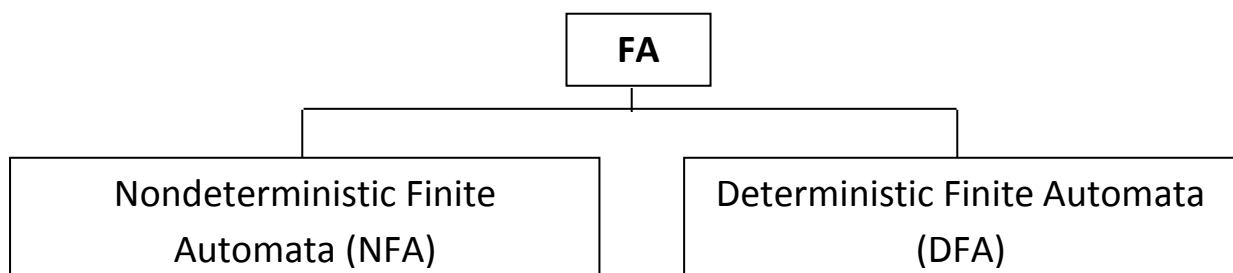 FA
Nondeterministic Finite
Automata (NFA)
Deterministic Finite Automata
(DFA)